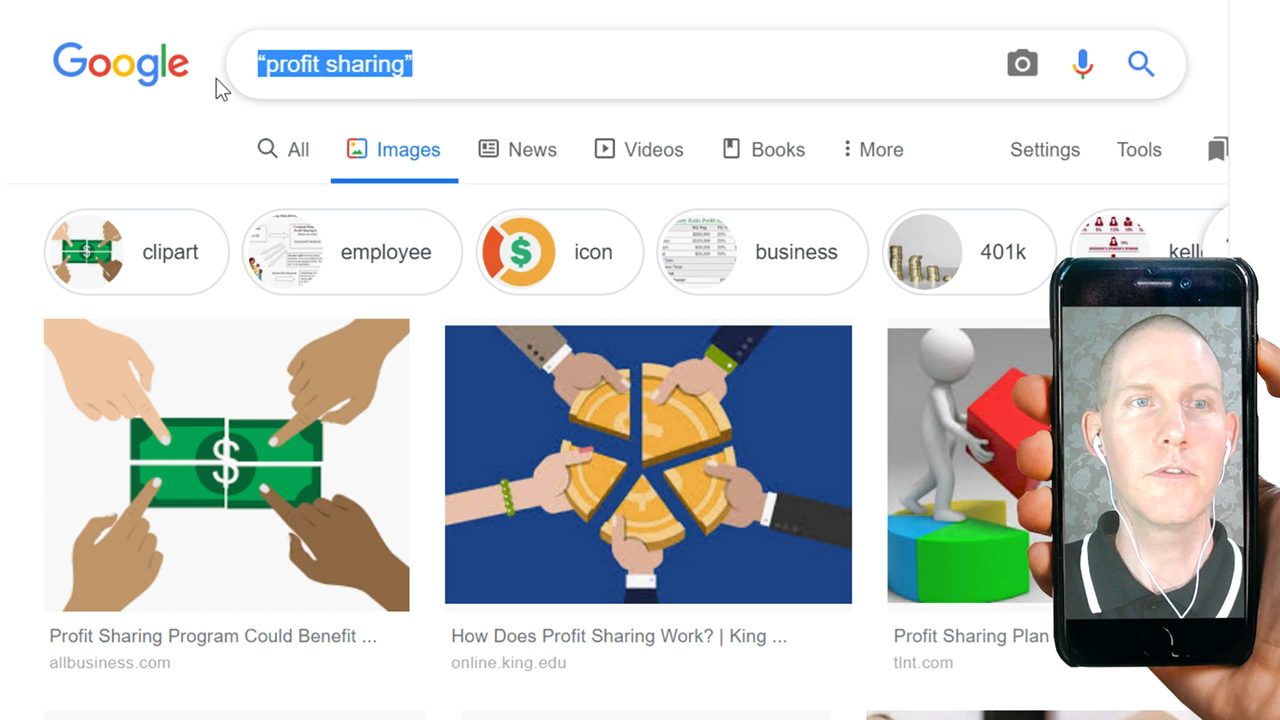 Google
“profit sharing”
All Images News Videos Books More Settings Tools
clipart employee icon business 401k
Profit Sharing Program Could Benefit ...
allbusiness.com
How Does Profit Sharing Work? | King ...
online.king.edu
Profit Sharing Plan
tlnt.com